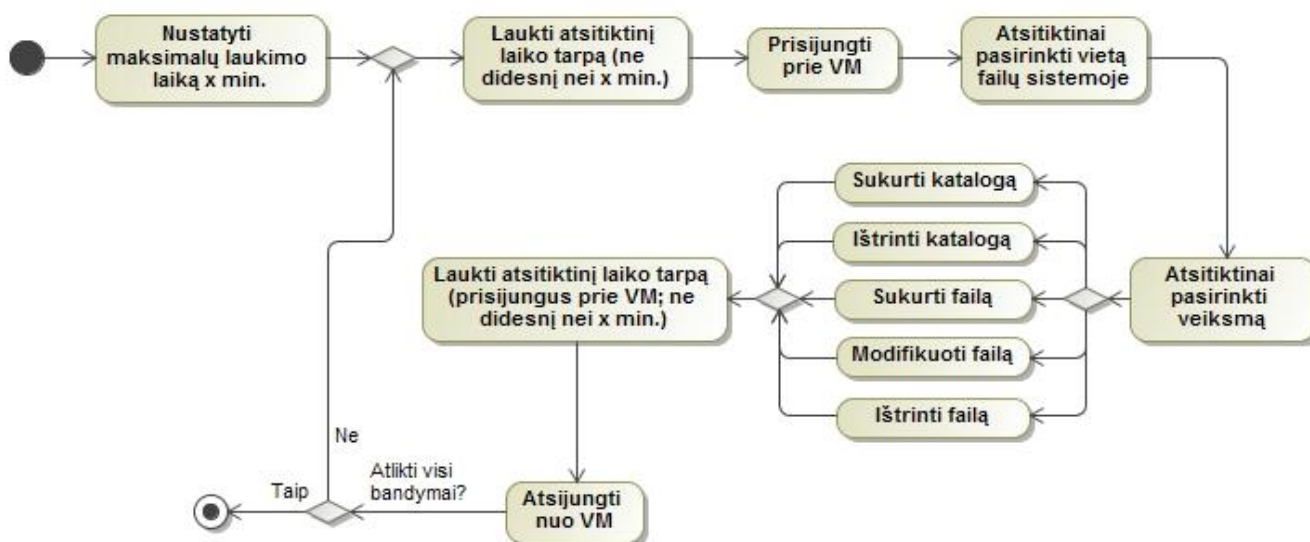 Nustatyti
maksimalų laukimo
laiką x min.
Laukti atsitiktinį
laiko tarpą (ne
didesnį nei x min.)
Prisijungti
prie VM
Atsitiktinai
pasirinkti vietą
failų sistemoje
Atsitiktinai
pasirinkti
veiksmą
Sukurti katalogą
Ištrinti katalogą
Sukurti failą
Modifikuoti failą
Ištrinti failą
Laukti atsitiktinį laiko tarpą
(prisijungus prie VM; ne
didesnį nei x min.)
Atsijungti
nuo VM
Atlikti visi
bandymai?
Ne
Taip